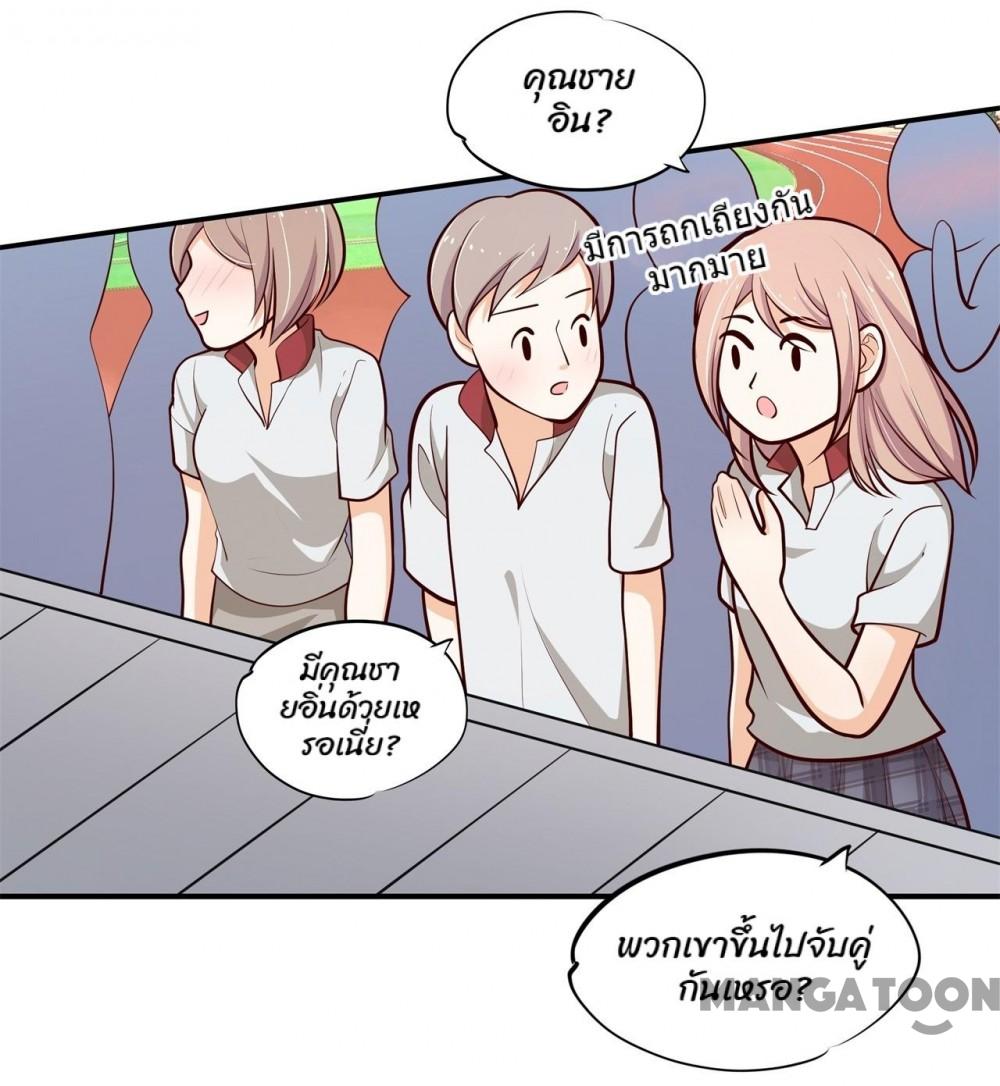 คุณชาย
อิน?
มีการถกเถียงกัน
มากมาย
มีคุณชา
ยอื่นด้วยเห
รอเนี่ย?
พวกเขาขึ้นไปจับคู่
กันเหรอ?
MANGATOON